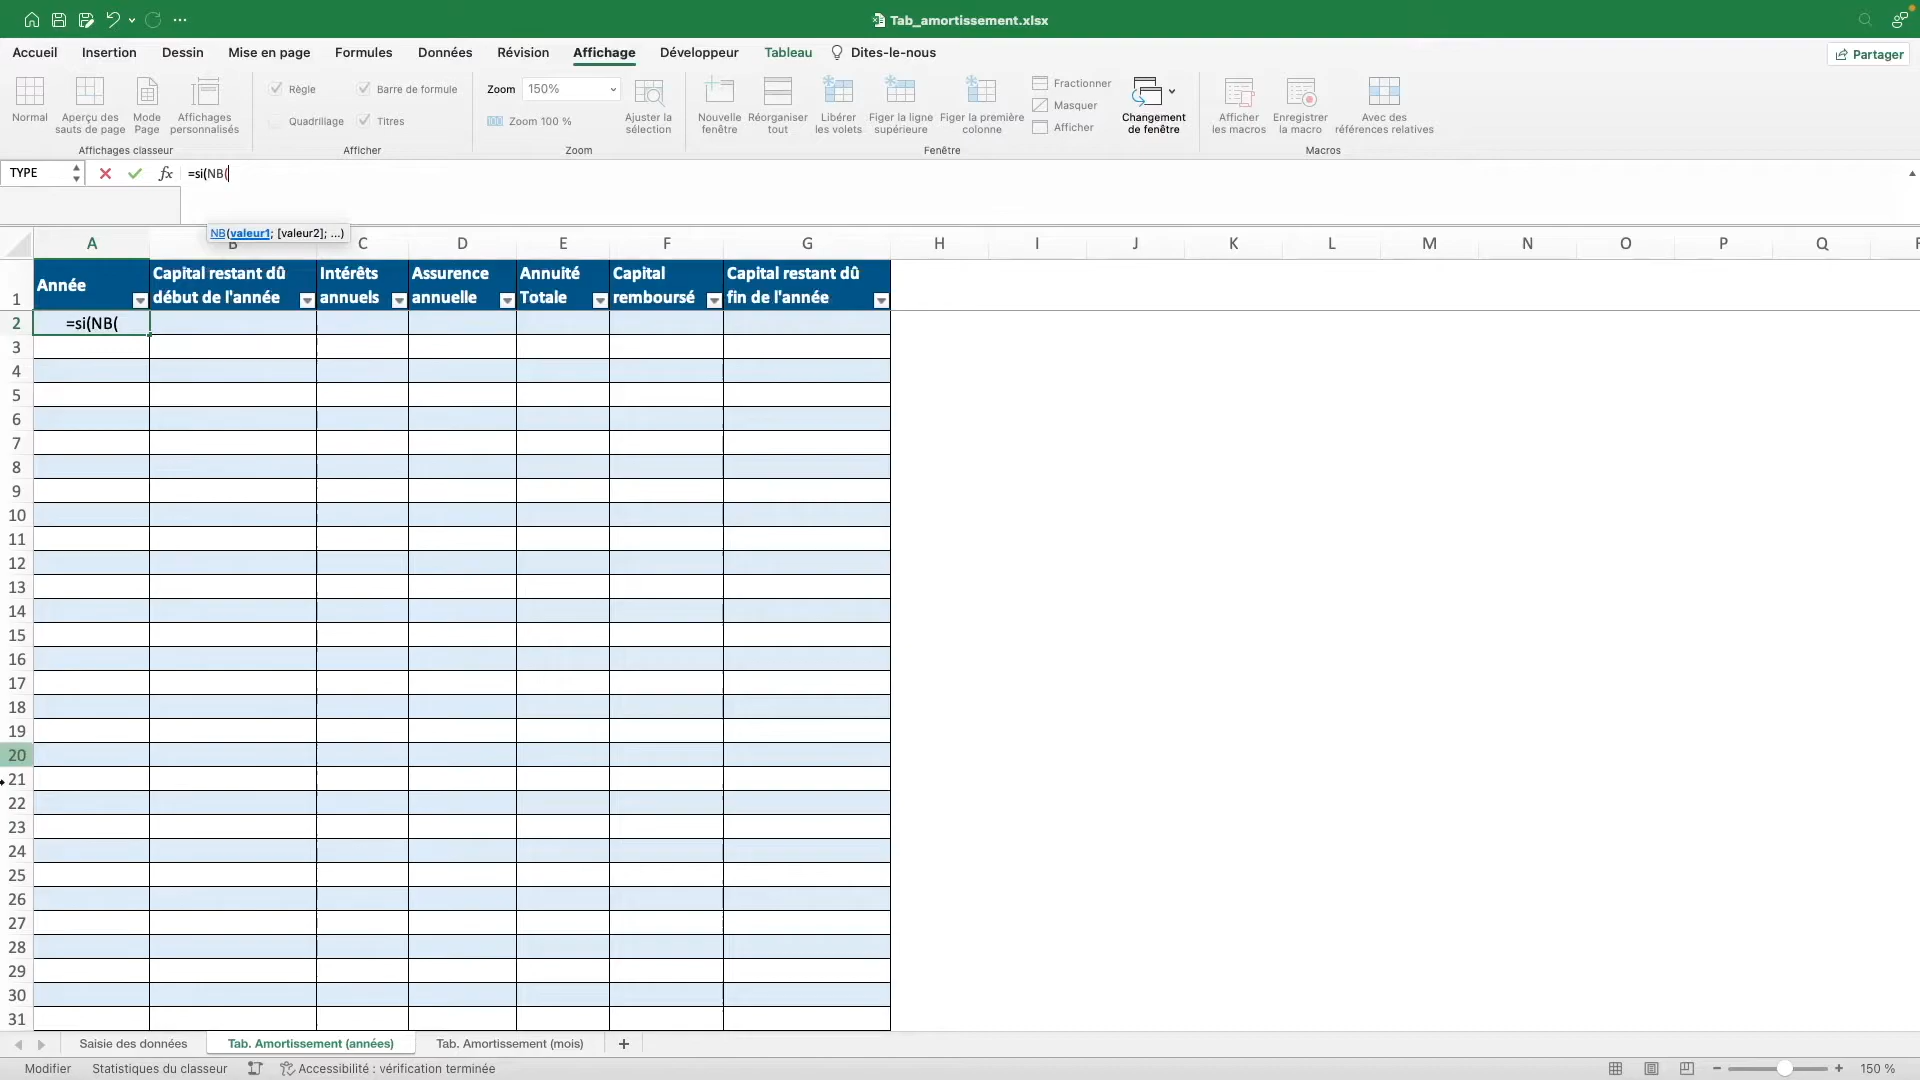 Tab_amortissement.xlsx
Accueil Insertion Dessin Mise en page Formules Données Révision Affichage Développeur Tableau Dites-le-nous Partager
Normal
Aperçu des
sauts de page
Mode
Page
Affichages
personnalisés
Affichages classeur
Règle
Barre de formule
Quadrillage
Titres
Afficher
Zoom 150%
Zoom 100 %
Ajuster la
sélection
Zoom
Nouvelle
fenêtre
Réorganiser
tout
Libérer
les volets
Figer la ligne
supérieure
Figer la première
colonne
Fractionner
Masquer
Afficher
Changement
de fenêtre
Fenêtre
Afficher
les macros
Enregistrer
la macro
Avec des
références relatives
Macros
TYPE fx =si(NB(
NB(valeur1; [valeur2]; ...)
A B C D E F G H I J K L M N O P Q R
1
Année
Capital restant dû
début de l'année
Intérêts
annuels
Assurence
annuelle
Annuité
Totale
Capital
remboursé
Capital restant dû
fin de l'année
2 =si(NB(
3
4
5
6
7
8
9
10
11
12
13
14
15
16
17
18
19
20
21
22
23
24
25
26
27
28
29
30
31
Saisie des données Tab. Amortissement (années) Tab. Amortissement (mois) +
Modifier Statistiques du classeur Accessibilité : vérification terminée 150 %